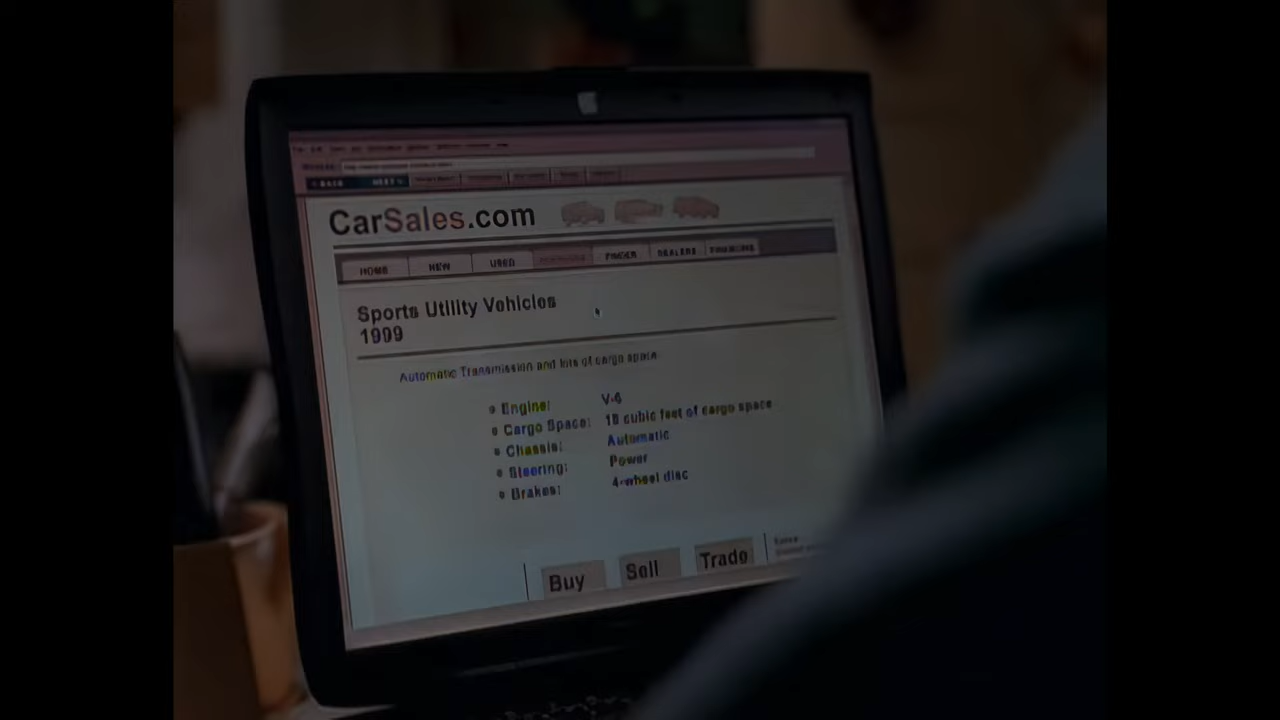 CarSales.com
HOME NEW USED FINDER DEALERS FINANCING
Sports Utility Vehicles
1999
Automatic Transmission and lots of cargo space
Engine: V-6
Cargo Space: 18 cubic feet of cargo space
Chassis: Automatic
Steering: Power
Brakes: 4-wheel disc
Buy Sell Trade